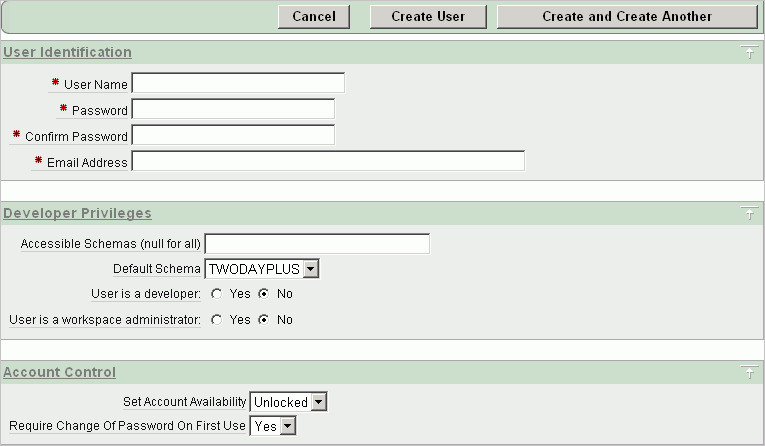 Cancel Create User Create and Create Another
User Identification
* User Name
* Password
* Confirm Password
* Email Address
Developer Privileges
Accessible Schemas (null for all)
Default Schema TWODAYPLUS
User is a developer: Yes No
User is a workspace administrator: Yes No
Account Control
Set Account Availability Unlocked
Require Change Of Password On First Use Yes